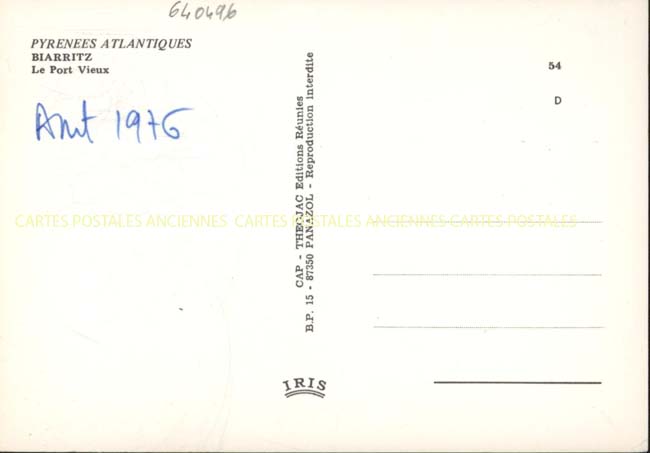 640496
PYRENEES ATLANTIQUES
BIARRITZ
Le Port Vieux
Août 1976
54
D
CAP - THEOJAC Editions Réunies
B.P. 15 - 87350 PANAZOL - Reproduction interdite
CARTES POSTALES ANCIENNES CARTES POSTALES ANCIENNES CARTES POSTALES
IRIS